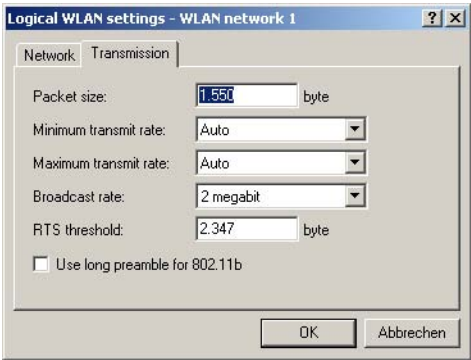 Logical WLAN settings - WLAN network 1
Network Transmission
Packet size: 1.550 byte
Minimum transmit rate: Auto
Maximum transmit rate: Auto
Broadcast rate: 2 megabit
RTS threshold: 2.347 byte
Use long preamble for 802.11b
OK Abbrechen